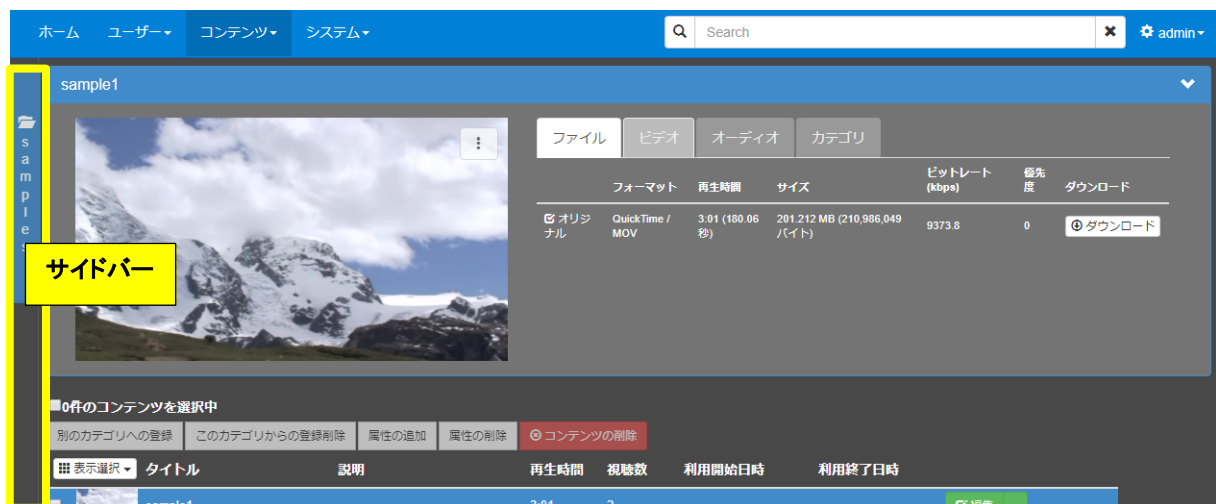 ホーム ユーザー コンテンツ システム Search admin
sample1
sample
サイドバー
ファイル ビデオ オーディオ カテゴリ
フォーマット 再生時間 サイズ ビットレート (kbps) 優先度 ダウンロード
オリジナル QuickTime / MOV 3:01 (180.06 秒) 201.212 MB (210,986,049 バイト) 9373.8 0 ダウンロード
0件のコンテンツを選択中
別のカテゴリへの登録 このカテゴリからの登録削除 属性の追加 属性の削除 コンテンツの削除
表示選択 タイトル 説明 再生時間 視聴数 利用開始日時 利用終了日時
sample1 3:01 2 編集